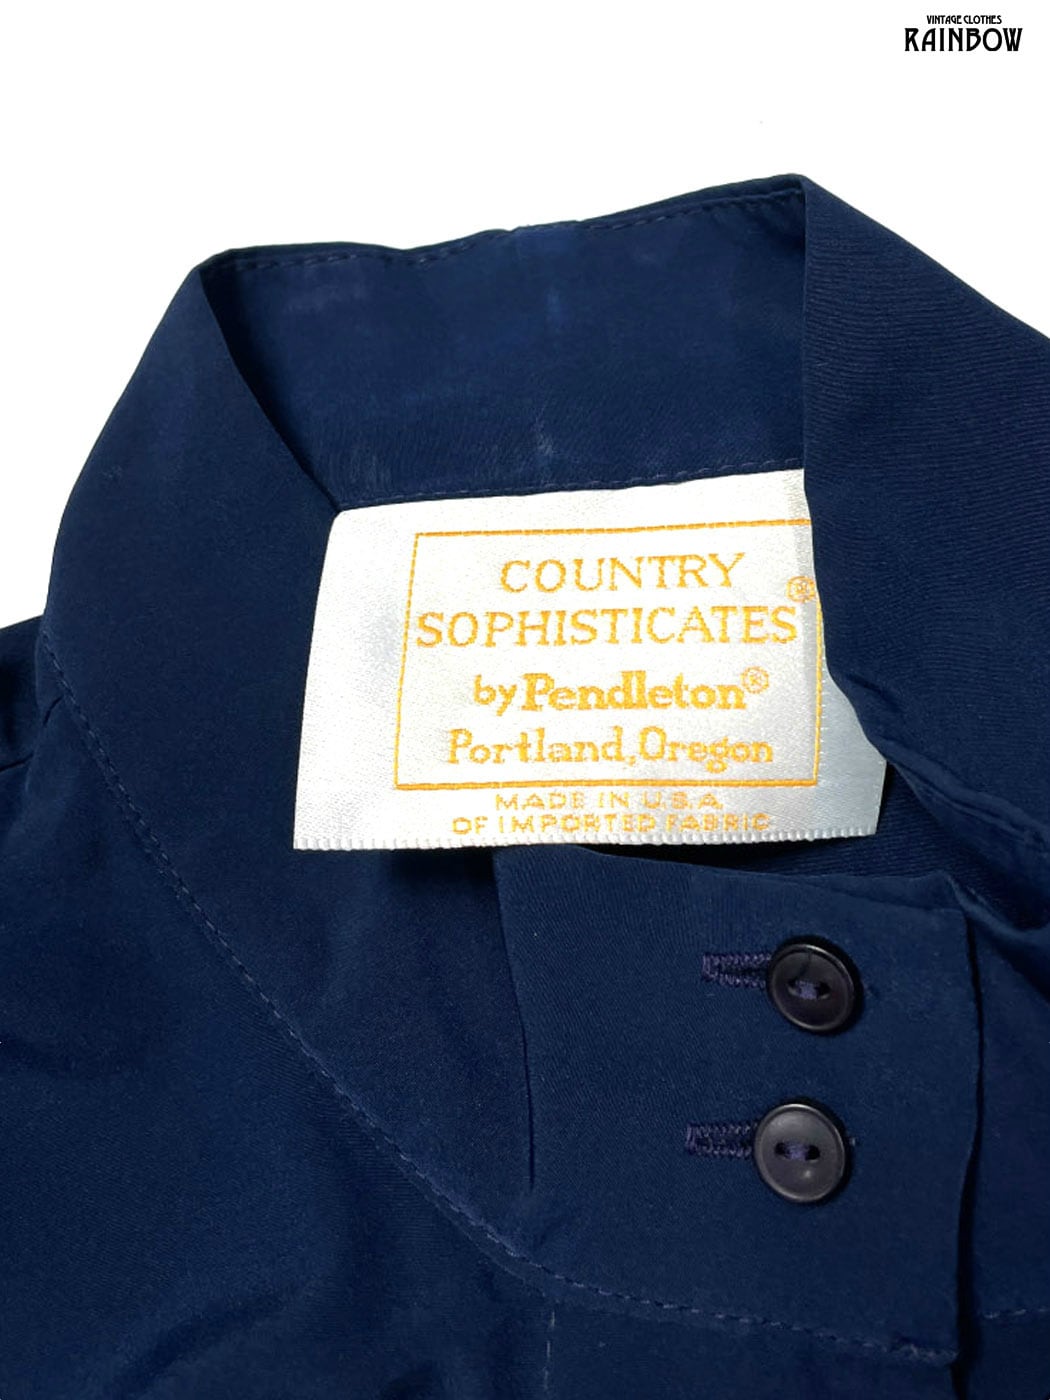 VINTAGE CLOTHES
RAINBOW
COUNTRY
SOPHISTICATES®
by Pendleton®
Portland, Oregon
MADE IN U.S.A.
OF IMPORTED FABRIC